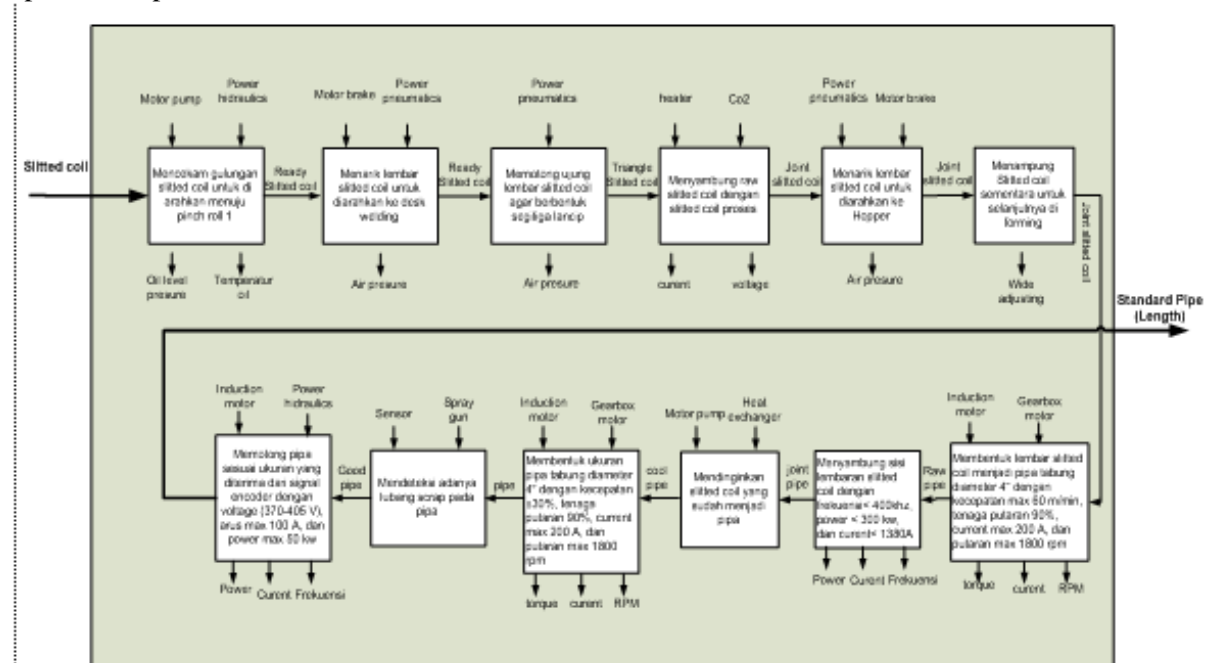 Motor pump
Power
hidraulics
Motor brake
Power
pneumatics
Power
pneumatics
heater
Co2
Power
pneumatics
Motor brake
Slitted coil
Mencekam gulungan
slitted coil untuk di
arahkan menuju
pinch roll 1
Ready
Slitted coil
Menarik lembar
slitted coil untuk
diarahkan ke desk
welding
Ready
Slitted coil
Memotong ujung
lembar slitted coil
agar berbentuk
segitiga lancip
Triangle
Slitted coil
Menyambung raw
slitted coil dengan
slitted coil proses
Joint
slitted coil
Menarik lembar
slitted coil untuk
diarahkan ke
Hopper
Joint
slitted coil
Menampung
Slitted coil
sementara untuk
selanjutnya di
forming
Joint slitted coil
Oil level
presure
Temperatur
oil
Air presure
Air presure
curent
voltage
Air presure
Wide
adjusting
Standard Pipe
(Length)
Induction
motor
Power
hidraulics
Sensor
Spray
gun
Induction
motor
Gearbox
motor
Motor pump
Heat
exchanger
Induction
motor
Gearbox
motor
Memotong pipa
sesuai ukuran yang
diterima dari signal
encoder dengan
voltage (370-405 V),
arus max 100 A, dan
power max 50 kw
Good
pipe
Mendeteksi adanya
lubang scrap pada
pipa
pipe
Membentuk ukuran
pipa tabung diameter
4" dengan kecepatan
±30%, tenaga
putaran 90%, current
max 200 A, dan
putaran max 1800
rpm
cool
pipe
Mendinginkan
slitted coil yang
sudah menjadi
pipa
joint
pipe
Menyambung sisi
lembaran slitted
coil dengan
frekuensi< 400khz,
power < 300 kw,
dan curent< 1380A
Raw
pipe
Membentuk lembar slitted
coil menjadi pipa tabung
diameter 4" dengan
kecepatan max 60 m/min,
tenaga putaran 90%,
current max 200 A, dan
putaran max 1800 rpm
Power
Curent
Frekuensi
torque
curent
RPM
Power
Curent
Frekuensi
torque
curent
RPM